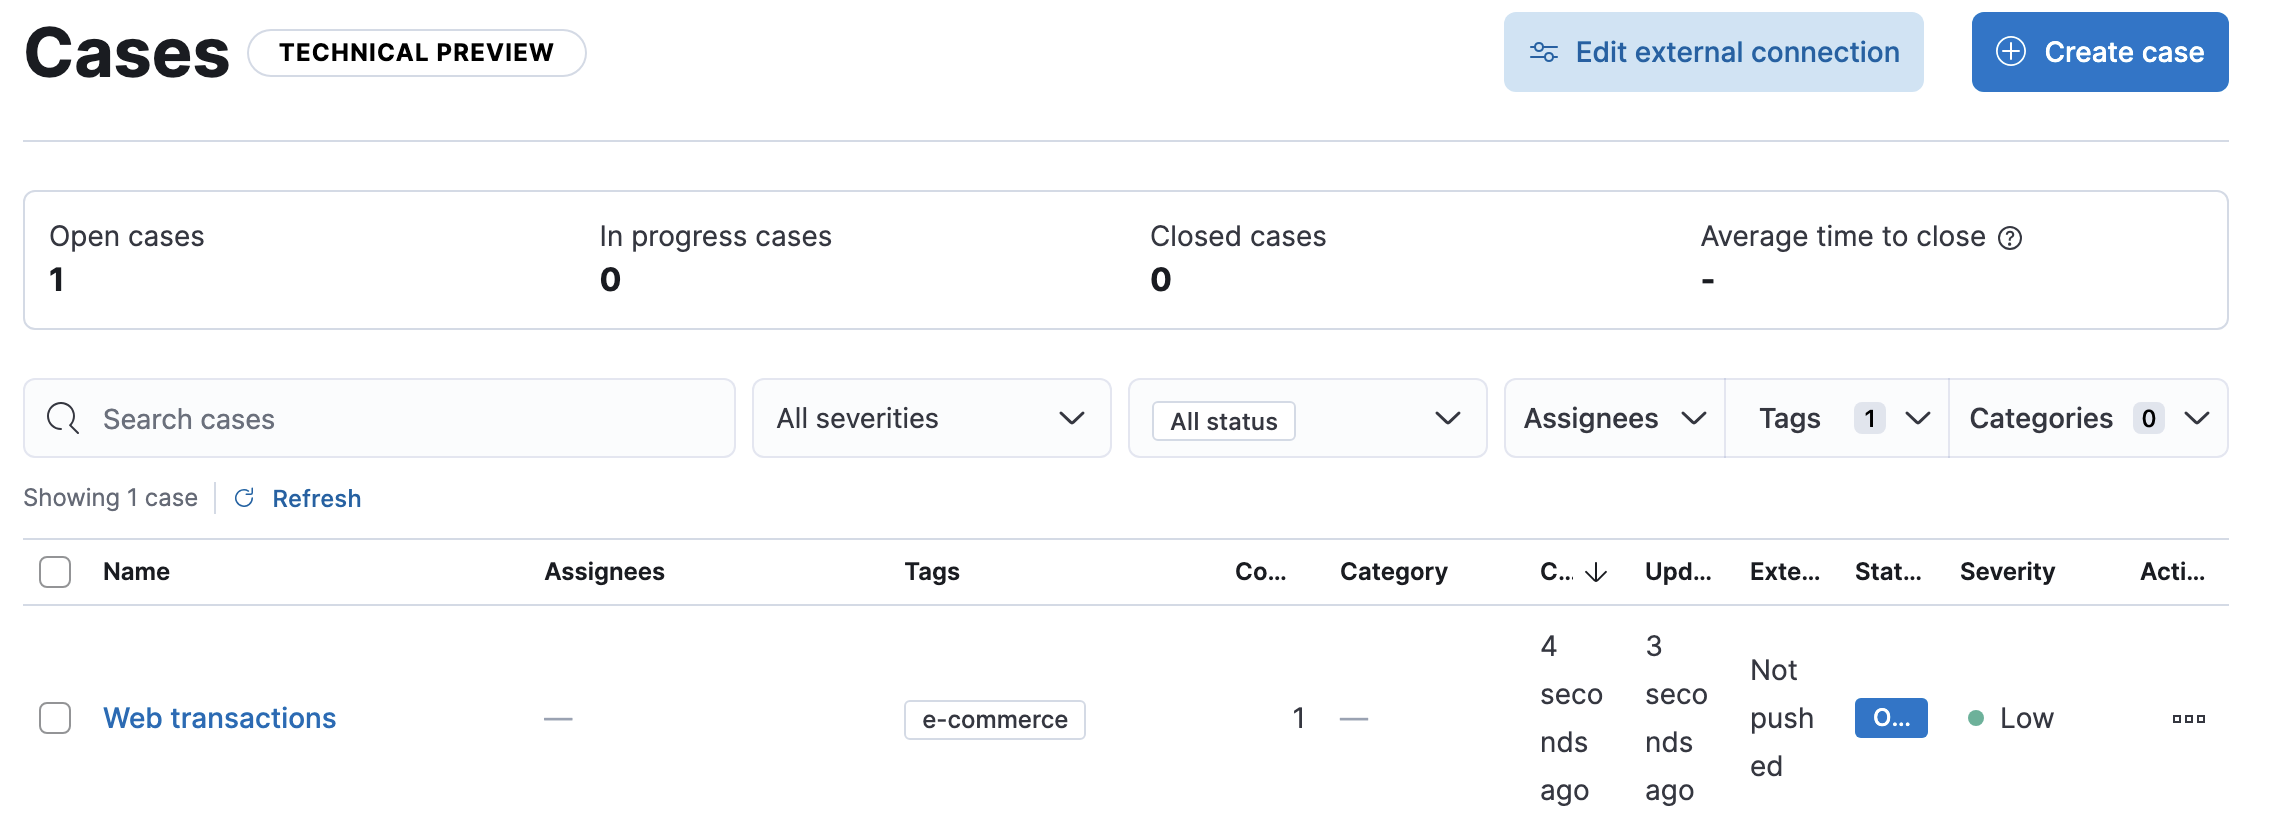 Cases TECHNICAL PREVIEW Edit external connection Create case
Open cases In progress cases Closed cases Average time to close
1 0 0 -
Search cases All severities All status Assignees Tags 1 Categories 0
Showing 1 case Refresh
Name Assignees Tags Co... Category C... Upd... Exte... Stat... Severity Acti...
Web transactions — e-commerce 1 — 4 seconds ago 3 seconds ago Not pushed O... Low